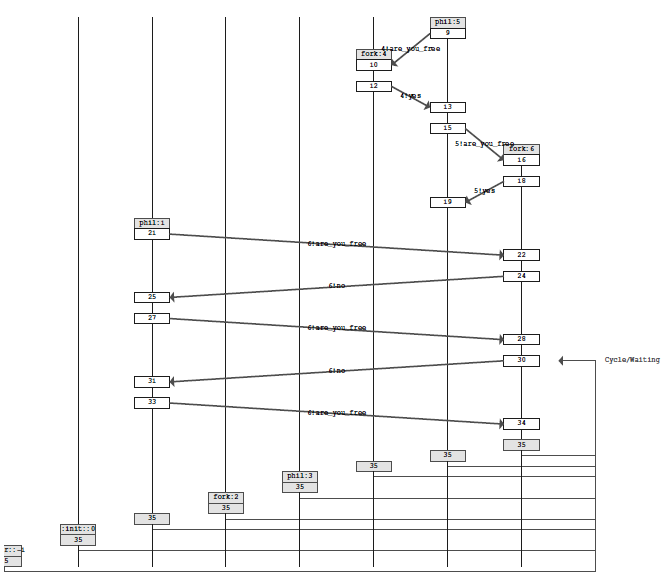 phil:5
9
4!are_you_free
fork:4
10
12
4!yes
13
15
5!are_you_free
fork:6
16
18
5!yes
19
phil:1
21
6!are_you_free
22
24
6!no
25
27
6!are_you_free
28
30
Cycle/Waiting
6!no
31
33
6!are_you_free
34
35
35
35
phil:3
35
fork:2
35
35
:init::0
35
r::-1
5